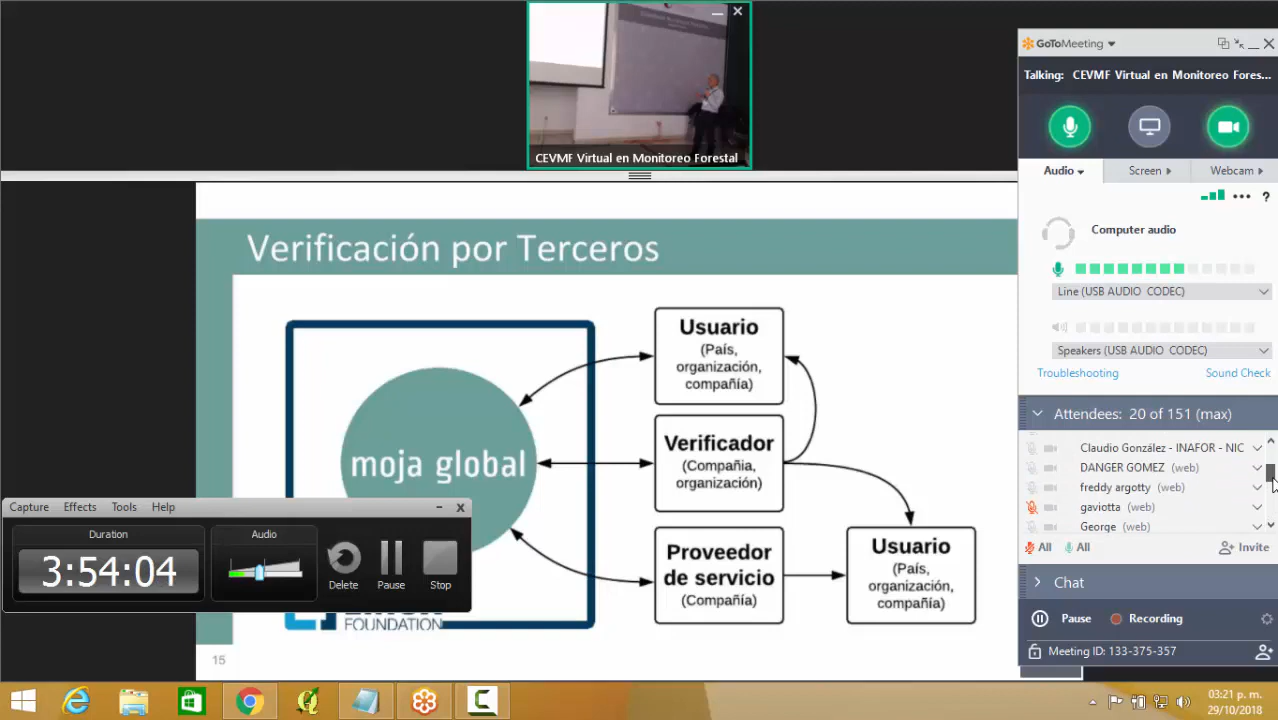 CEVMF Virtual en Monitoreo Forestal
GoToMeeting
Talking: CEVMF Virtual en Monitoreo Fores...
Audio
Screen
Webcam
...
?
Computer audio
Line (USB AUDIO CODEC)
Speakers (USB AUDIO CODEC)
Troubleshooting
Sound Check
Attendees: 20 of 151 (max)
Claudio González - INAFOR - NIC
DANGER GOMEZ (web)
freddy argotty (web)
gaviotta (web)
George (web)
All
All
Invite
Chat
Pause
Recording
Meeting ID: 133-375-357
Verificación por Terceros
moja global
Usuario
(País,
organización,
compañía)
Verificador
(Compañia,
organización)
Proveedor
de servicio
(Compañía)
Usuario
(País,
organización,
compañía)
FOUNDATION
15
Capture
Effects
Tools
Help
Duration
3:54:04
Audio
Delete
Pause
Stop
03:21 p. m.
29/10/2018